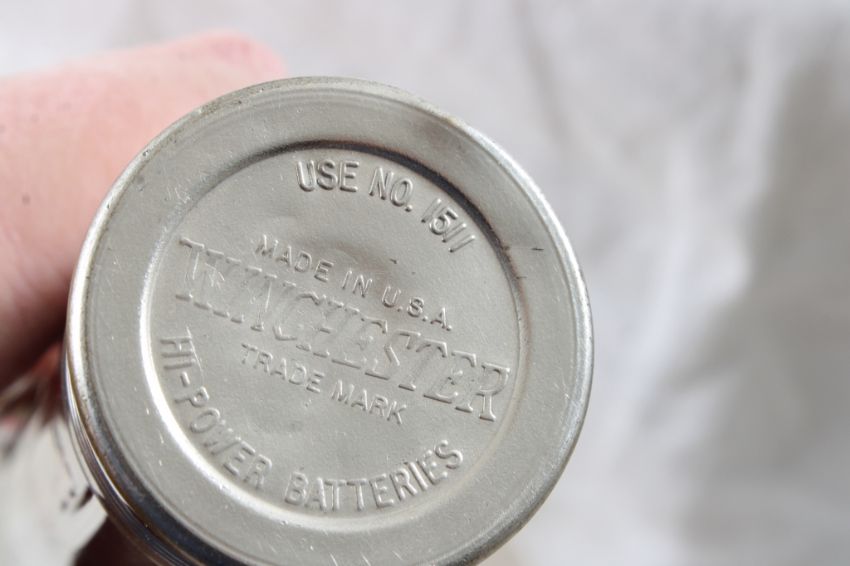 USE NO. 1511
MADE IN U.S.A.
WINCHESTER
TRADE MARK
HI-POWER BATTERIES